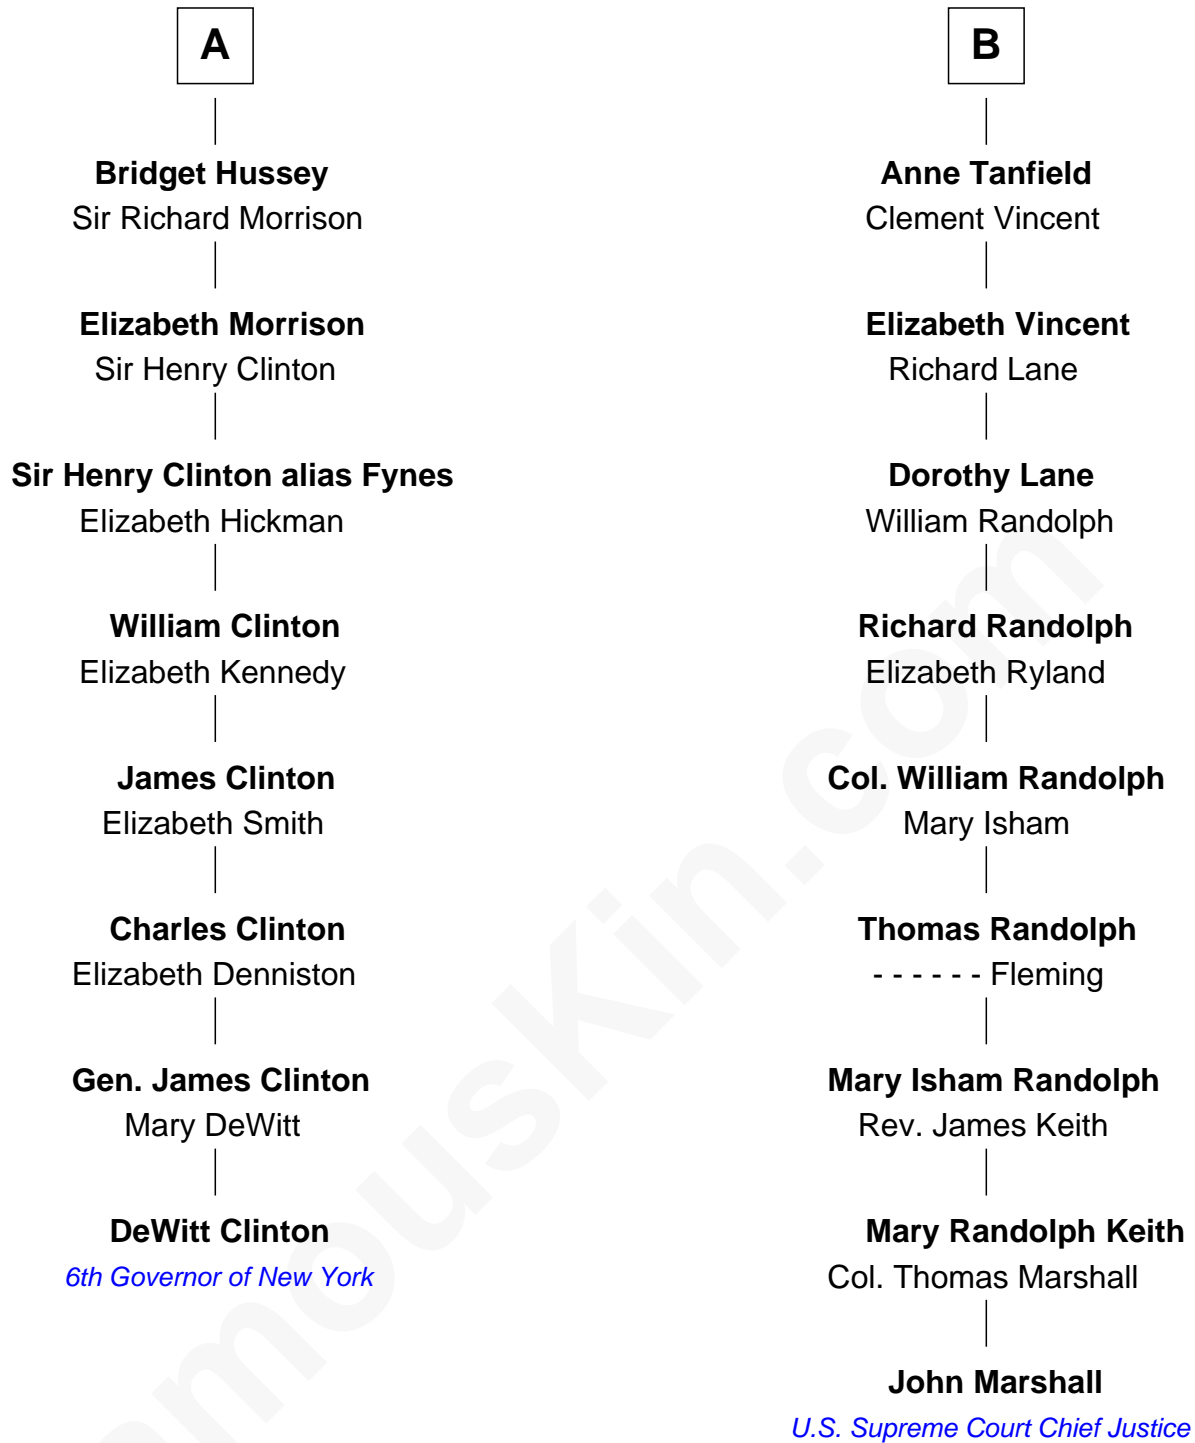 A
Bridget Hussey
Sir Richard Morrison
Elizabeth Morrison
Sir Henry Clinton
Sir Henry Clinton alias Fynes
Elizabeth Hickman
William Clinton
Elizabeth Kennedy
James Clinton
Elizabeth Smith
Charles Clinton
Elizabeth Denniston
Gen. James Clinton
Mary DeWitt
DeWitt Clinton
6th Governor of New York
B
Anne Tanfield
Clement Vincent
Elizabeth Vincent
Richard Lane
Dorothy Lane
William Randolph
Richard Randolph
Elizabeth Ryland
Col. William Randolph
Mary Isham
Thomas Randolph
- - - - - - Fleming
Mary Isham Randolph
Rev. James Keith
Mary Randolph Keith
Col. Thomas Marshall
John Marshall
U.S. Supreme Court Chief Justice
amouskin.com